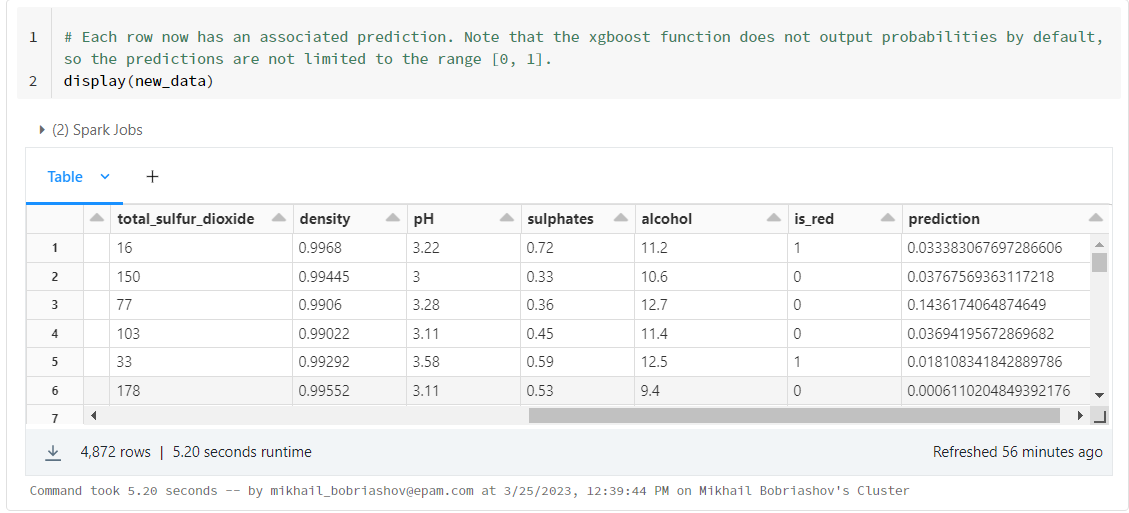 1 # Each row now has an associated prediction. Note that the xgboost function does not output probabilities by default,
so the predictions are not limited to the range [0, 1].
2 display(new_data)
(2) Spark Jobs
Table +
total_sulfur_dioxide density pH sulphates alcohol is_red prediction
1 16 0.9968 3.22 0.72 11.2 1 0.033383067697286606
2 150 0.99445 3 0.33 10.6 0 0.03767569363117218
3 77 0.9906 3.28 0.36 12.7 0 0.1436174064874649
4 103 0.99022 3.11 0.45 11.4 0 0.03694195672869682
5 33 0.99292 3.58 0.59 12.5 1 0.018108341842889786
6 178 0.99552 3.11 0.53 9.4 0 0.0006110204849392176
7
4,872 rows | 5.20 seconds runtime Refreshed 56 minutes ago
Command took 5.20 seconds -- by mikhail_bobriashov@epam.com at 3/25/2023, 12:39:44 PM on Mikhail Bobriashov's Cluster